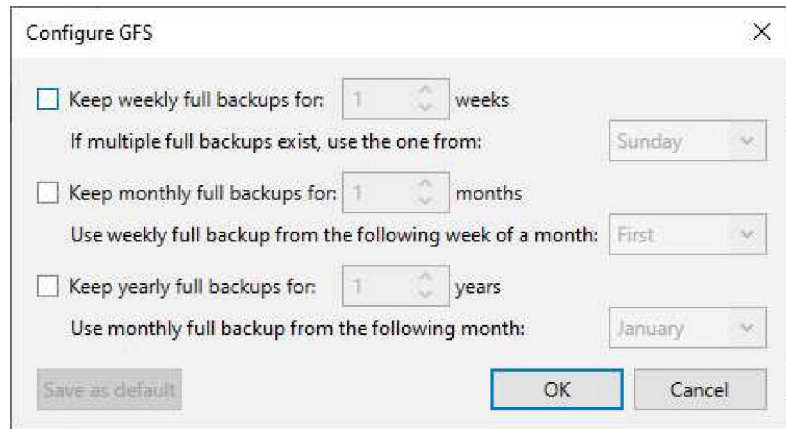 Configure GFS
Keep weekly full backups for: 1 weeks
If multiple full backups exist, use the one from: Sunday
Keep monthly full backups for: 1 months
Use weekly full backup from the following week of a month: First
Keep yearly full backups for: 1 years
Use monthly full backup from the following month: January
Save as default OK Cancel